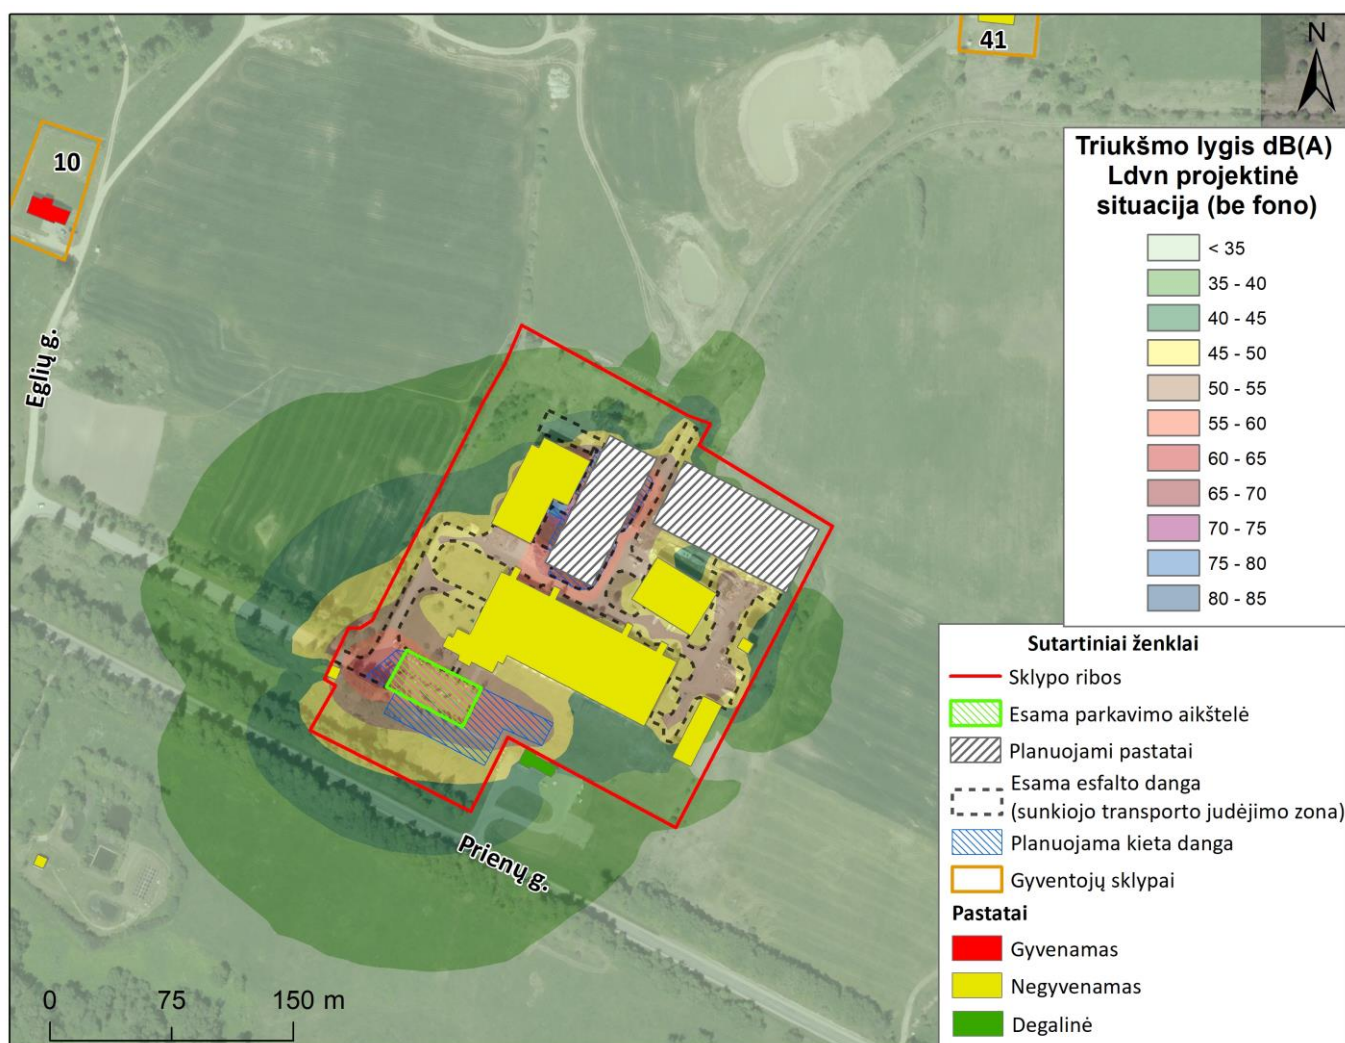 41
N
10
Triukšmo lygis dB(A)
Ldvn projektinė
situacija (be fono)
< 35
35 - 40
40 - 45
45 - 50
50 - 55
55 - 60
60 - 65
65 - 70
70 - 75
75 - 80
80 - 85
Eglių g.
Prienų g.
Sutartiniai ženklai
Sklypo ribos
Esama parkavimo aikštelė
Planuojami pastatai
Esama esfalto danga
(sunkiojo transporto judėjimo zona)
Planuojama kieta danga
Gyventojų sklypai
Pastatai
Gyvenamas
Negyvenamas
Degalinė
0 75 150 m